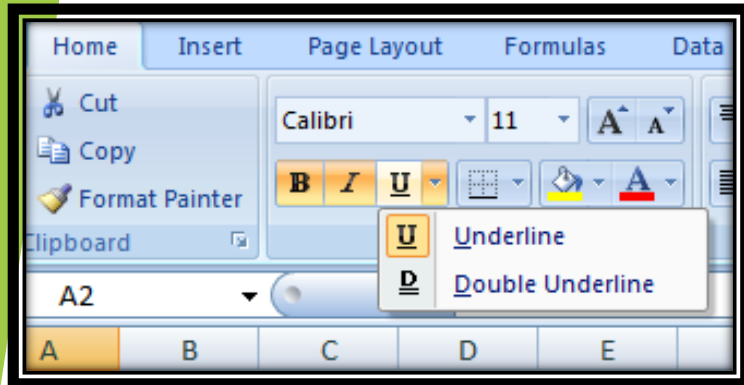 Home Insert Page Layout Formulas Data
Cut
Calibri 11 A A
Copy
B I U A
Format Painter
Clipboard
U Underline
D Double Underline
A2
A B C D E